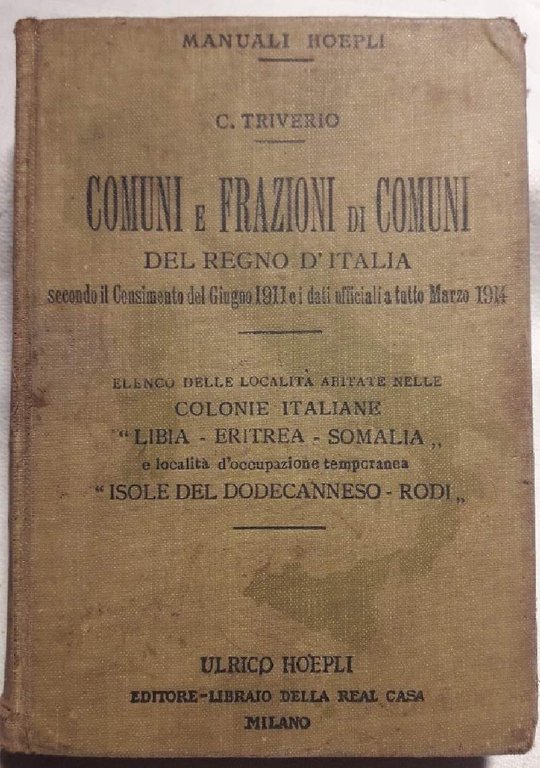 MANUALI HOEPLI
C. TRIVERIO
COMUNI E FRAZIONI DI COMUNI
DEL REGNO D'ITALIA
secondo il Censimento del Giugno 1911 e i dati ufficiali a tutto Marzo 1914
ELENCO DELLE LOCALITÀ ABITATE NELLE
COLONIE ITALIANE
"LIBIA - ERITREA - SOMALIA„
e località d'occupazione temporanea
"ISOLE DEL DODECANNESO - RODI„
ULRICO HOEPLI
EDITORE-LIBRAIO DELLA REAL CASA
MILANO